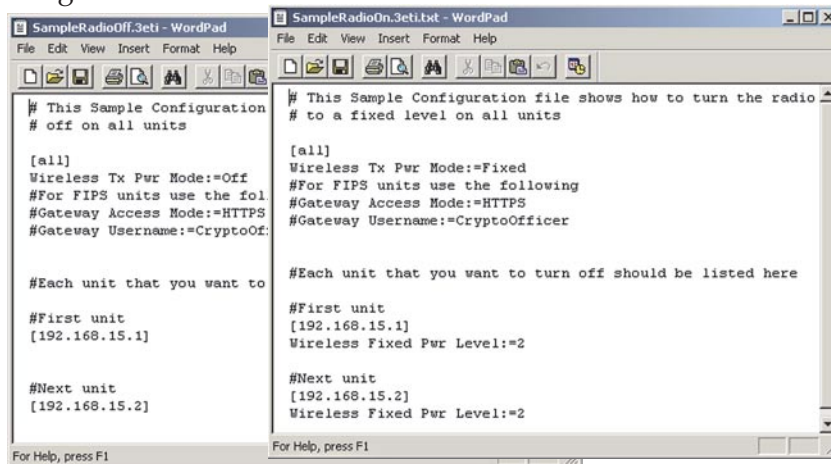 SampleRadioOff.3eti - WordPad
File Edit View Insert Format Help
# This Sample Configuration
# off on all units
[all]
Wireless Tx Pwr Mode:=Off
#For FIPS units use the
#Gateway Access Mode:=HTTPS
#Gateway
#Each unit that you want to
#First unit
[192.168.15.1]
#Next unit
[192.168.15.2]
For Help, press F1
SampleRadioOn.3eti.txt - WordPad
File Edit View Insert Format Help
# This Sample Configuration file shows how to turn the radio
# to a fixed level on all units
[all]
Wireless Tx Pwr Mode:=Fixed
#For FIPS units use the following
#Gateway Access Mode:=HTTPS
#Gateway Username:=CryptoOfficer
#Each unit that you want to turn off should be listed here
#First unit
[192.168.15.1]
Wireless Fixed Pwr Level:=2
#Next unit
[192.168.15.2]
Wireless Fixed Pwr Level:=2
For Help, press F1